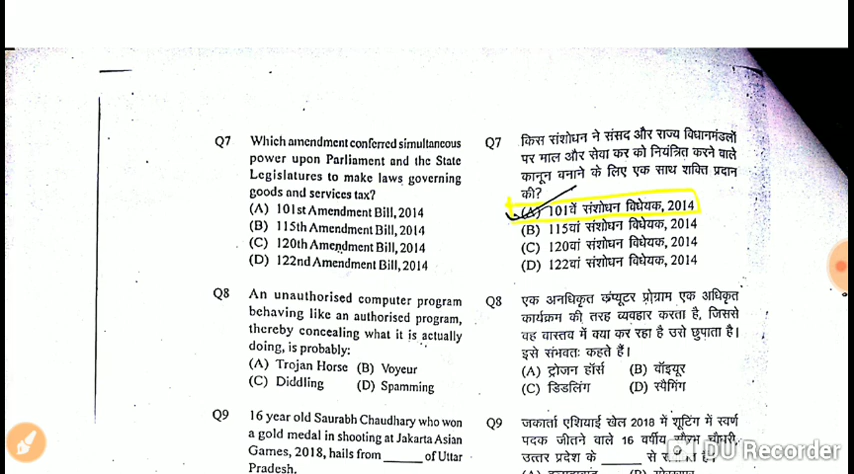 Q7 Which amendment conferred simultaneous
power upon Parliament and the State
Legislatures to make laws governing
goods and services tax?
(A) 101st Amendment Bill, 2014
(B) 115th Amendment Bill, 2014
(C) 120th Amendment Bill, 2014
(D) 122nd Amendment Bill, 2014
Q8 An unauthorised computer program
behaving like an authorised program,
thereby concealing what it is actually
doing, is probably:
(A) Trojan Horse (B) Voyeur
(C) Diddling (D) Spamming
Q9 16 year old Saurabh Chaudhary who won
a gold medal in shooting at Jakarta Asian
Games, 2018, hails from ______ of Uttar
Pradesh.
Q7 किस संशोधन ने संसद और राज्य विधानमंडलों
पर माल और सेवा कर को नियंत्रित करने वाले
कानून बनाने के लिए एक साथ शक्ति प्रदान
की?
(A) 101वें संशोधन विधेयक, 2014
(B) 115वां संशोधन विधेयक, 2014
(C) 120वां संशोधन विधेयक, 2014
(D) 122वां संशोधन विधेयक, 2014
Q8 एक अनधिकृत कंप्यूटर प्रोग्राम एक अधिकृत
कार्यक्रम की तरह व्यवहार करता है, जिससे
वह वास्तव में क्या कर रहा है उसे छुपाता है।
इसे संभवतः कहते हैं।
(A) ट्रोजन हॉर्स (B) वॉइयूर
(C) डिडलिंग (D) स्पैमिंग
Q9 जकार्ता एशियाई खेल 2018 में शूटिंग में स्वर्ण
पदक जीतने वाले 16 वर्षीय सौरभ चौधरी,
उत्तर प्रदेश के ______ से
DU Recorder